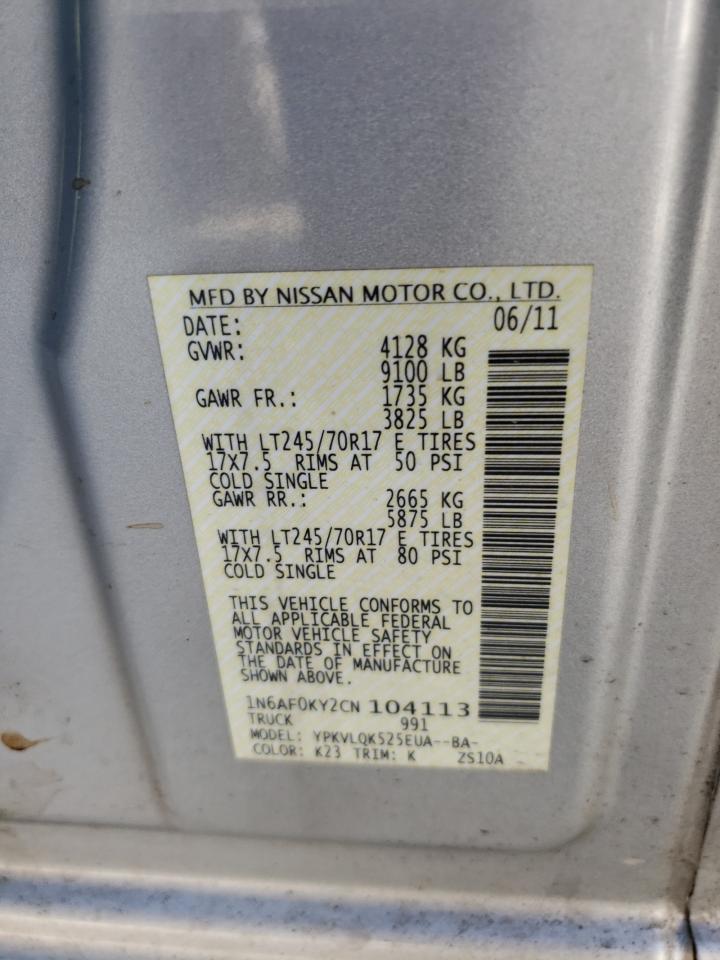 MFD BY NISSAN MOTOR CO., LTD.
DATE: 06/11
GVWR: 4128 KG
9100 LB
GAWR FR.: 1735 KG
3825 LB
WITH LT245/70R17 E TIRES
17X7.5 RIMS AT 50 PSI
COLD SINGLE
GAWR RR.: 2665 KG
5875 LB
WITH LT245/70R17 E TIRES
17X7.5 RIMS AT 80 PSI
COLD SINGLE
THIS VEHICLE CONFORMS TO
ALL APPLICABLE FEDERAL
MOTOR VEHICLE SAFETY
STANDARDS IN EFFECT ON
THE DATE OF MANUFACTURE
SHOWN ABOVE.
1N6AF0KY2CN 104113
TRUCK 991
MODEL: YPKVLQK525EUA--BA-
COLOR: K23 TRIM: K ZS10A